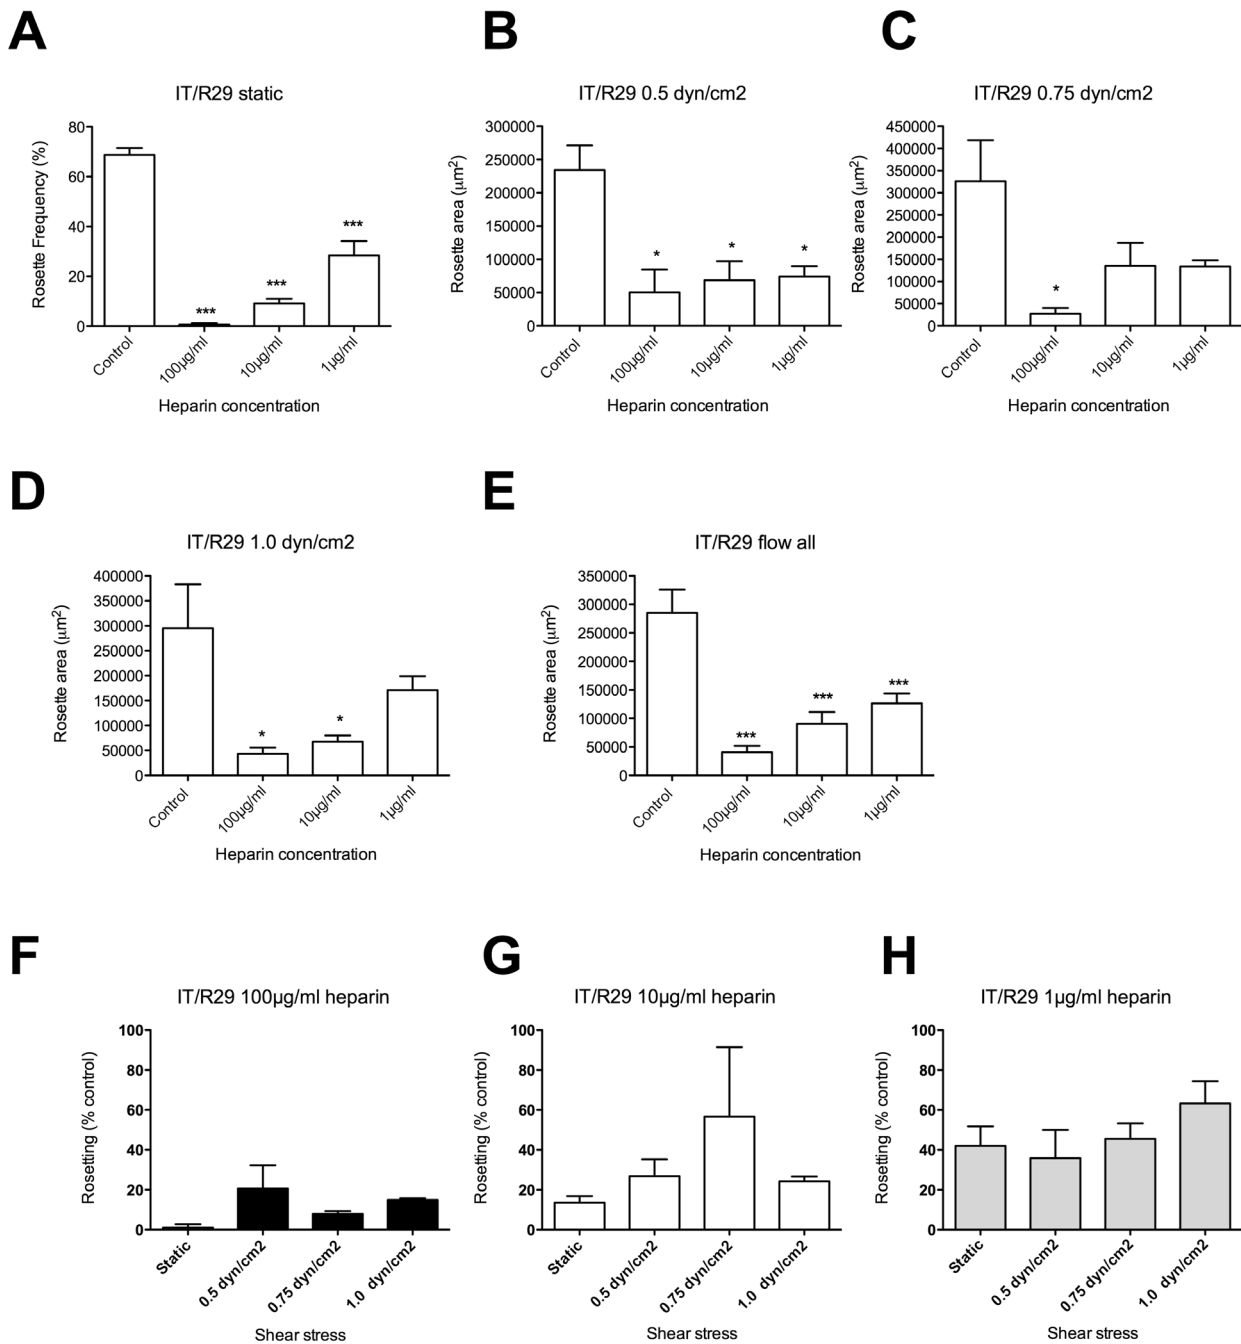 A
IT/R29 static
Rosette Frequency (%)
80
60
40
20
0
***
***
***
Control
100µg/ml
10µg/ml
1µg/ml
Heparin concentration
B
IT/R29 0.5 dyn/cm2
Rosette area (µm²)
300000
250000
200000
150000
100000
50000
0
*
*
*
Control
100µg/ml
10µg/ml
1µg/ml
Heparin concentration
C
IT/R29 0.75 dyn/cm2
Rosette area (µm²)
450000
400000
350000
300000
250000
200000
150000
100000
50000
0
*
Control
100µg/ml
10µg/ml
1µg/ml
Heparin concentration
D
IT/R29 1.0 dyn/cm2
Rosette area (µm²)
400000
350000
300000
250000
200000
150000
100000
50000
0
*
*
Control
100µg/ml
10µg/ml
1µg/ml
Heparin concentration
E
IT/R29 flow all
Rosette area (µm²)
350000
300000
250000
200000
150000
100000
50000
0
***
***
***
Control
100µg/ml
10µg/ml
1µg/ml
Heparin concentration
F
IT/R29 100µg/ml heparin
Rosetting (% control)
100
80
60
40
20
0
Static
0.5 dyn/cm2
0.75 dyn/cm2
1.0 dyn/cm2
Shear stress
G
IT/R29 10µg/ml heparin
Rosetting (% control)
100
80
60
40
20
0
Static
0.5 dyn/cm2
0.75 dyn/cm2
1.0 dyn/cm2
Shear stress
H
IT/R29 1µg/ml heparin
Rosetting (% control)
100
80
60
40
20
0
Static
0.5 dyn/cm2
0.75 dyn/cm2
1.0 dyn/cm2
Shear stress